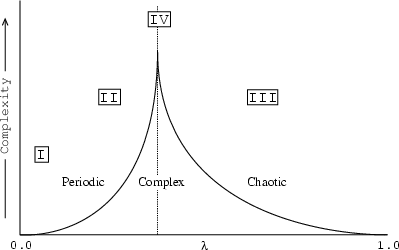 IV
II
III
Complexity
I
Periodic
Complex
Chaotic
0.0
λ
1.0